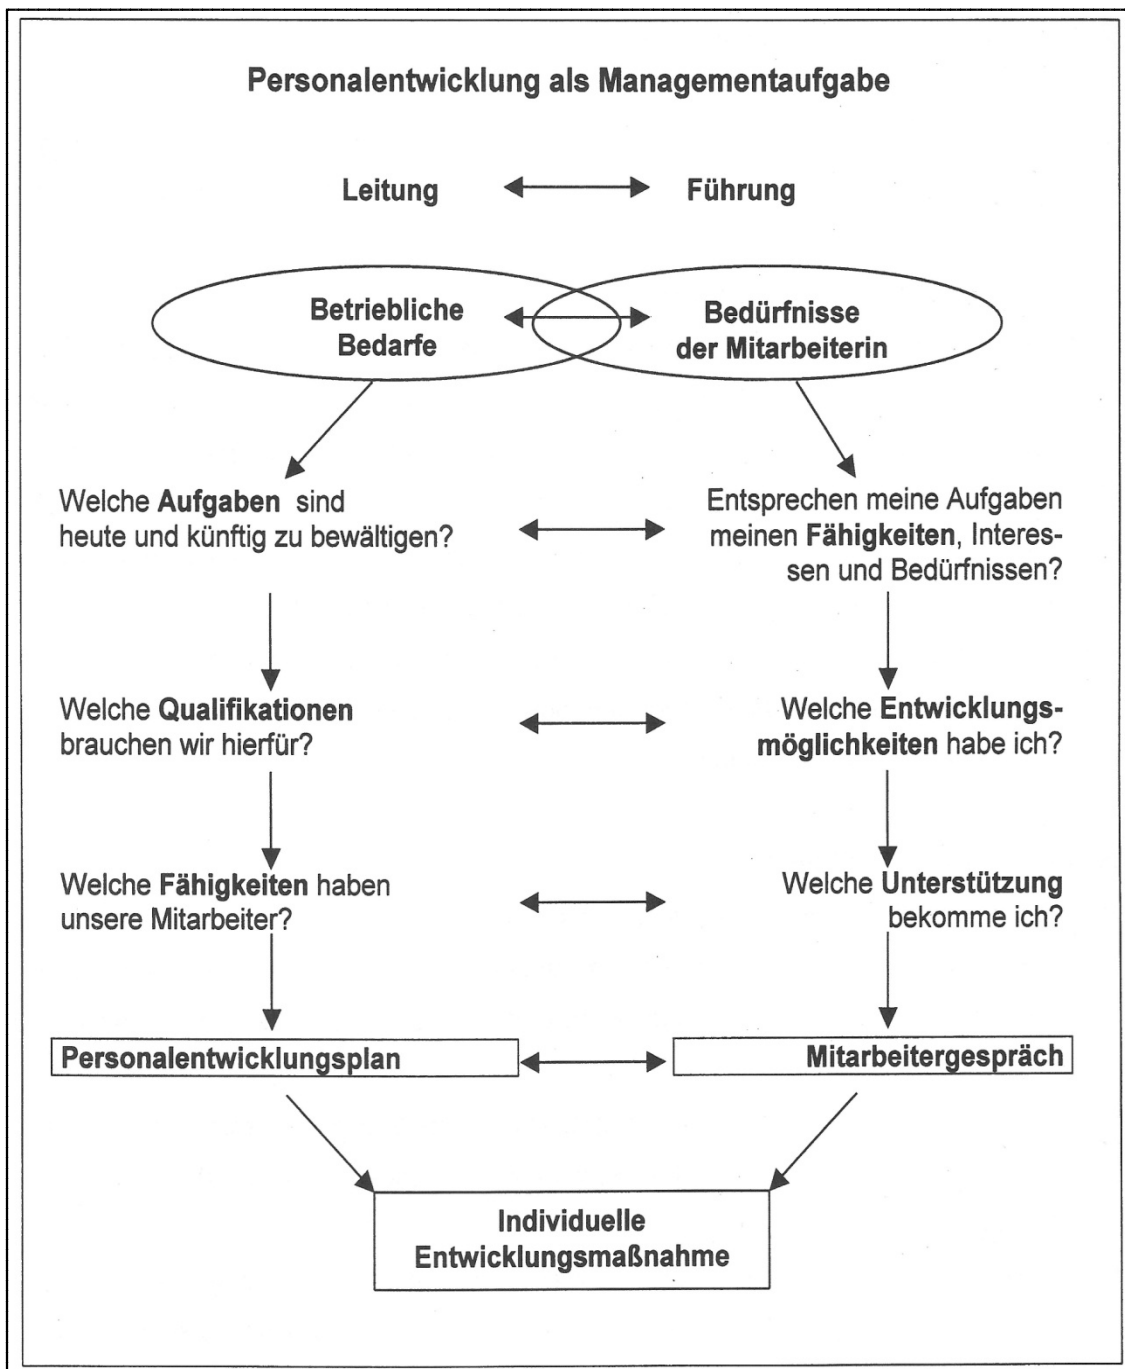 Personalentwicklung als Managementaufgabe
Leitung
Führung
Betriebliche
Bedarfe
Bedürfnisse
der Mitarbeiterin
Welche Aufgaben sind
heute und künftig zu bewältigen?
Entsprechen meine Aufgaben
meinen Fähigkeiten, Interes-
sen und Bedürfnissen?
Welche Qualifikationen
brauchen wir hierfür?
Welche Entwicklungs-
möglichkeiten habe ich?
Welche Fähigkeiten haben
unsere Mitarbeiter?
Welche Unterstützung
bekomme ich?
Personalentwicklungsplan
Mitarbeitergespräch
Individuelle
Entwicklungsmaßnahme